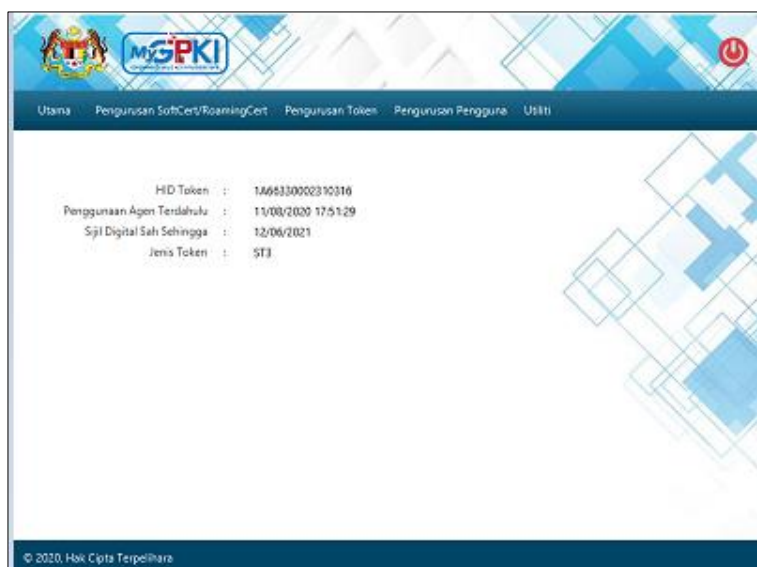 MyGPKI
Utama Pengurusan SoftCert/RoamingCert Pengurusan Token Pengurusan Pengguna Utiliti
HID Token : 1A66330002310316
Penggunaan Agen Terdahulu : 11/08/2020 17:51:29
Sijil Digital Sah Sehingga : 12/06/2021
Jenis Token : ST3
© 2020, Hak Cipta Terpelihara